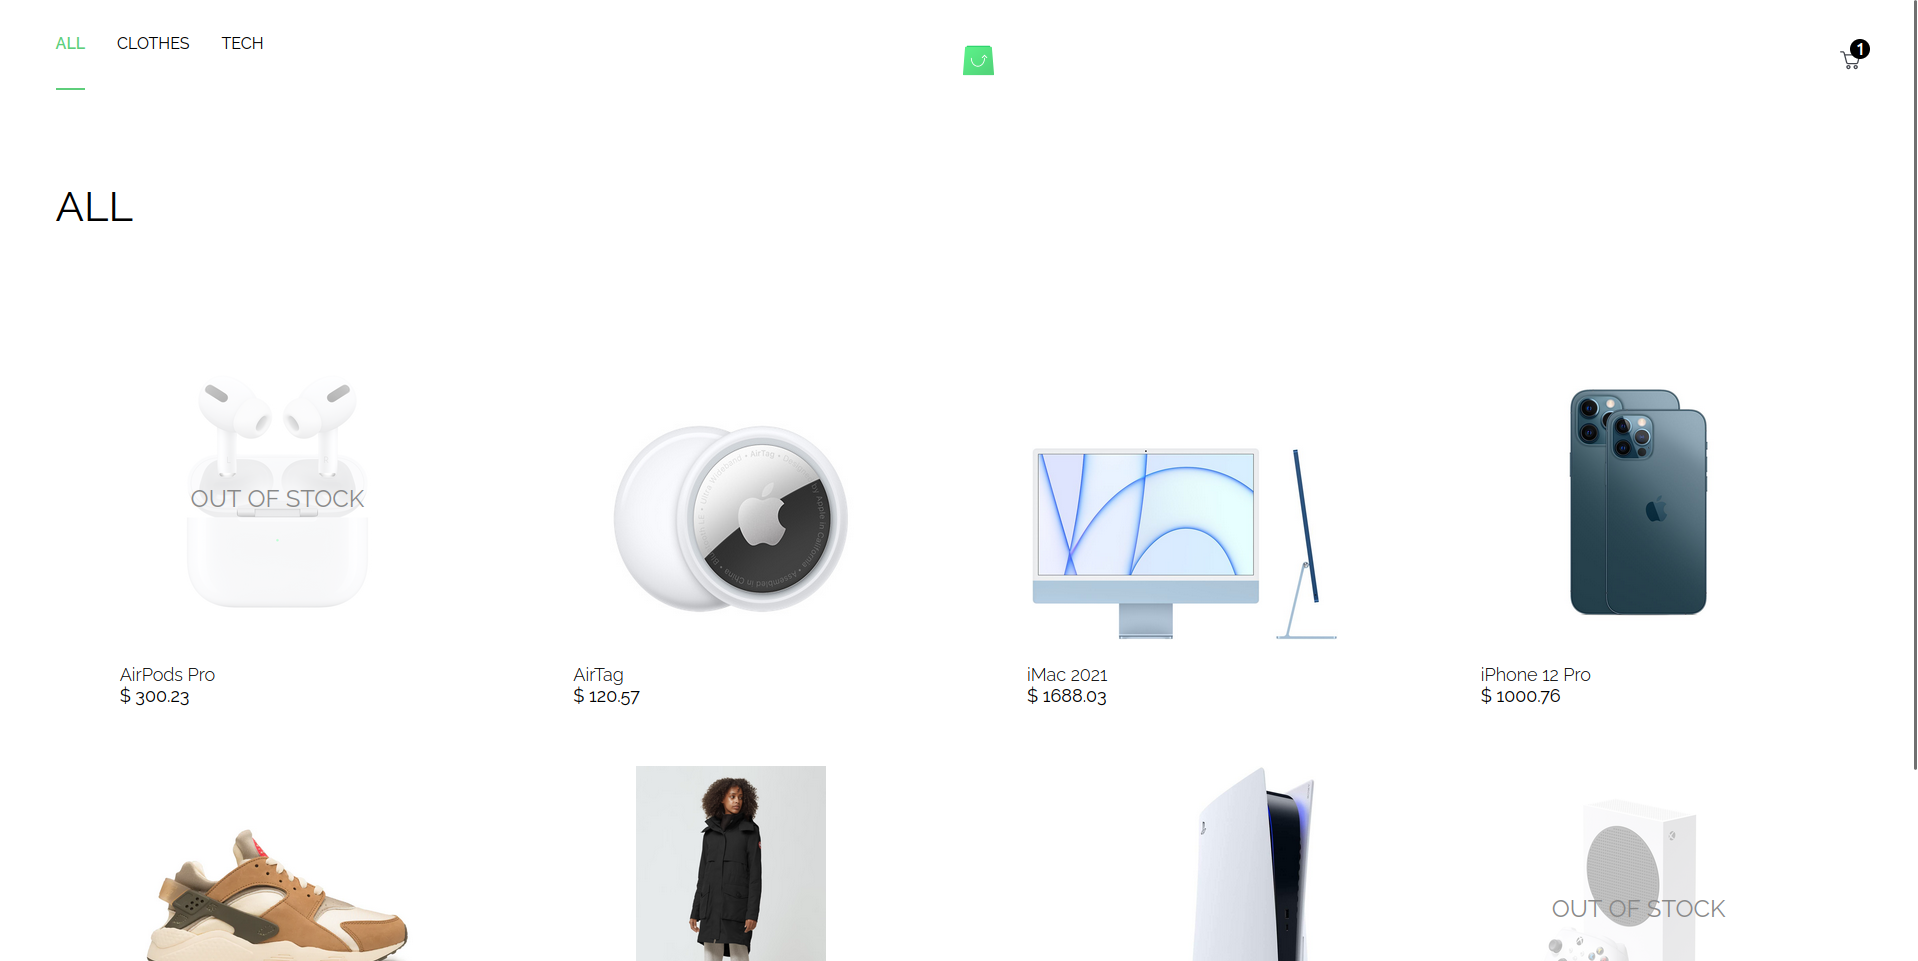 ALL CLOTHES TECH
1
ALL
OUT OF STOCK
AirPods Pro
$ 300.23
AirTag
$ 120.57
iMac 2021
$ 1688.03
iPhone 12 Pro
$ 1000.76
OUT OF STOCK